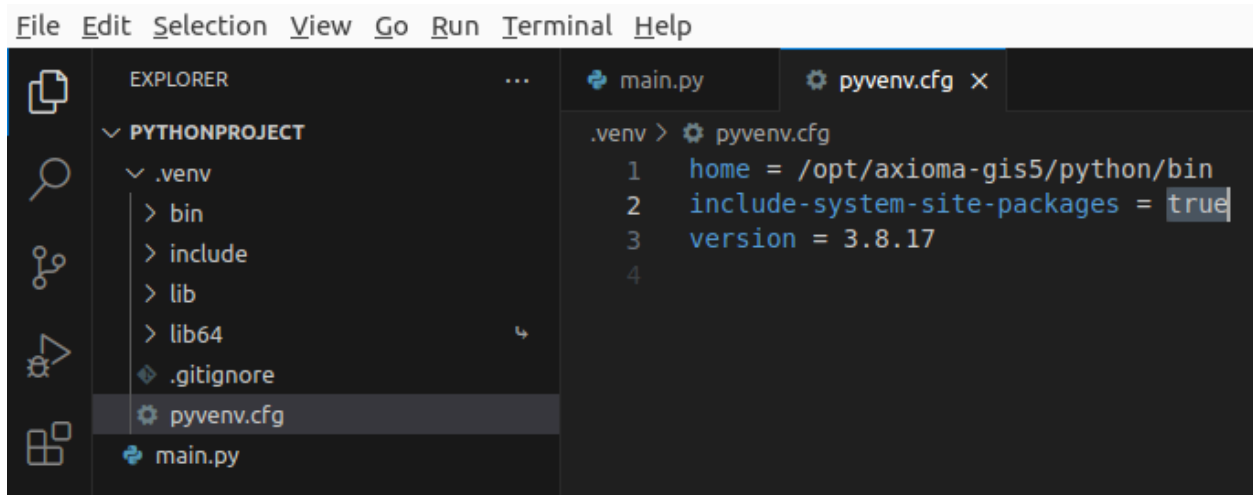 File Edit Selection View Go Run Terminal Help
EXPLORER ...
PYTHONPROJECT
.venv
bin
include
lib
lib64
.gitignore
pyvenv.cfg
main.py
main.py pyvenv.cfg
.venv > pyvenv.cfg
1 home = /opt/axioma-gis5/python/bin
2 include-system-site-packages = true
3 version = 3.8.17
4